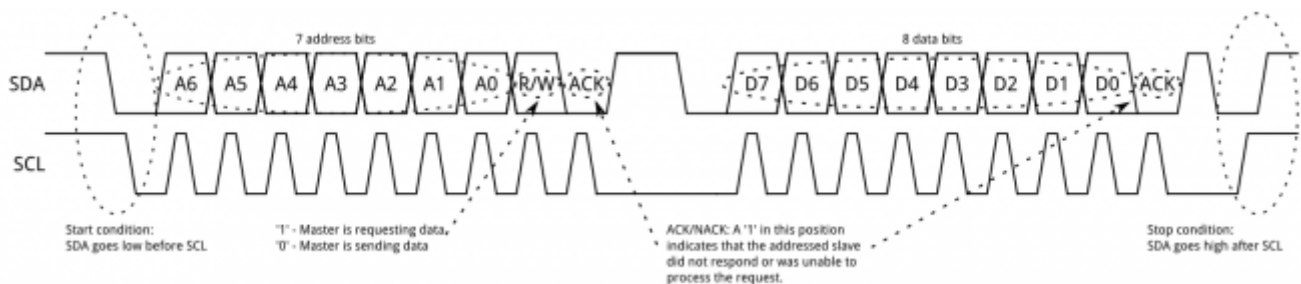 7 address bits
8 data bits
SDA A6 A5 A4 A3 A2 A1 A0 R/W ACK D7 D6 D5 D4 D3 D2 D1 D0 ACK
SCL
Start condition:
SDA goes low before SCL
'1' - Master is requesting data,
'0' - Master is sending data
ACK/NACK: A '1' in this position
indicates that the addressed slave
did not respond or was unable to
process the request.
Stop condition:
SDA goes high after SCL